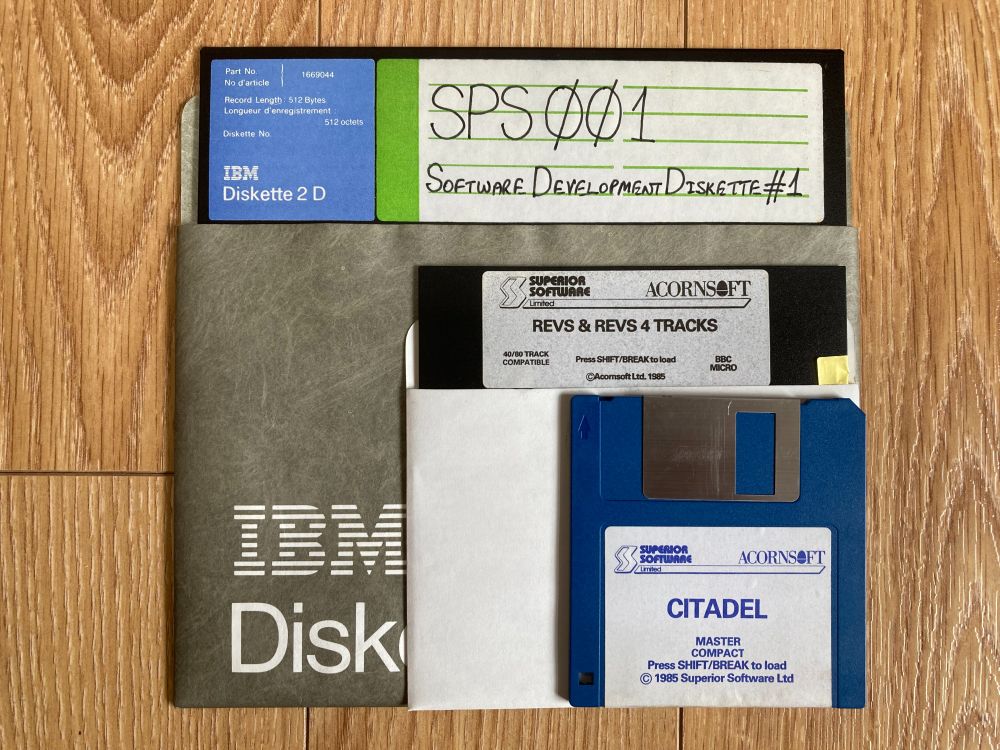 Part No. 1669044
No d'article
Record Length: 512 Bytes
Longueur d'enregistrement
512 octets
Diskette No.
IBM
Diskette 2 D
SPS ØØ1
SOFTWARE DEVELOPMENT DISKETTE #1
SUPERIOR SOFTWARE Limited
ACORNSOFT
REVS & REVS 4 TRACKS
40/80 TRACK COMPATIBLE
Press SHIFT/BREAK to load
BBC MICRO
©Acornsoft Ltd. 1985
IBM
Diske
SUPERIOR SOFTWARE Limited
ACORNSOFT
CITADEL
MASTER
COMPACT
Press SHIFT/BREAK to load
© 1985 Superior Software Ltd